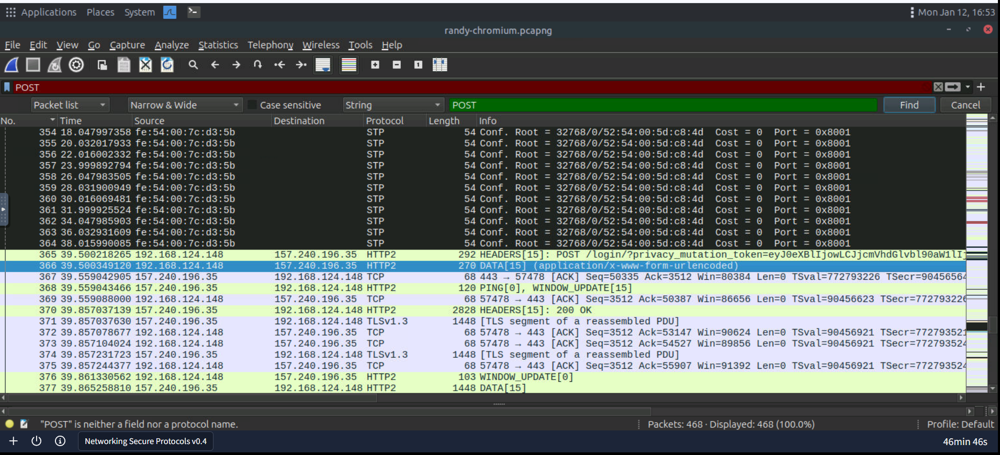 Applications Places System Mon Jan 12, 16:53
randy-chromium.pcapng
File Edit View Go Capture Analyze Statistics Telephony Wireless Tools Help
POST
Packet list Narrow & Wide Case sensitive String POST Find Cancel
No. Time Source Destination Protocol Length Info
354 18.047997358 fe:54:00:7c:d3:5b STP 54 Conf. Root = 32768/0/52:54:00:5d:c8:4d Cost = 0 Port = 0x8001
355 20.032017933 fe:54:00:7c:d3:5b STP 54 Conf. Root = 32768/0/52:54:00:5d:c8:4d Cost = 0 Port = 0x8001
356 22.016002332 fe:54:00:7c:d3:5b STP 54 Conf. Root = 32768/0/52:54:00:5d:c8:4d Cost = 0 Port = 0x8001
357 23.999892794 fe:54:00:7c:d3:5b STP 54 Conf. Root = 32768/0/52:54:00:5d:c8:4d Cost = 0 Port = 0x8001
358 26.047983505 fe:54:00:7c:d3:5b STP 54 Conf. Root = 32768/0/52:54:00:5d:c8:4d Cost = 0 Port = 0x8001
359 28.031900949 fe:54:00:7c:d3:5b STP 54 Conf. Root = 32768/0/52:54:00:5d:c8:4d Cost = 0 Port = 0x8001
360 30.016069481 fe:54:00:7c:d3:5b STP 54 Conf. Root = 32768/0/52:54:00:5d:c8:4d Cost = 0 Port = 0x8001
361 31.999925524 fe:54:00:7c:d3:5b STP 54 Conf. Root = 32768/0/52:54:00:5d:c8:4d Cost = 0 Port = 0x8001
362 34.047985903 fe:54:00:7c:d3:5b STP 54 Conf. Root = 32768/0/52:54:00:5d:c8:4d Cost = 0 Port = 0x8001
363 36.032931609 fe:54:00:7c:d3:5b STP 54 Conf. Root = 32768/0/52:54:00:5d:c8:4d Cost = 0 Port = 0x8001
364 38.015990085 fe:54:00:7c:d3:5b STP 54 Conf. Root = 32768/0/52:54:00:5d:c8:4d Cost = 0 Port = 0x8001
365 39.500218265 192.168.124.148 157.240.196.35 HTTP2 292 HEADERS[15]: POST /login/?privacy_mutation_token=eyJ0eXBlIjowLCJjcmVhdGlvbl90aW1lIj
366 39.500349120 192.168.124.148 157.240.196.35 HTTP2 270 DATA[15] (application/x-www-form-urlencoded)
367 39.559042905 157.240.196.35 192.168.124.148 TCP 68 443 → 57478 [ACK] Seq=50335 Ack=3512 Win=80384 Len=0 TSval=772793226 TSecr=90456564
368 39.559043466 157.240.196.35 192.168.124.148 HTTP2 120 PING[0], WINDOW_UPDATE[15]
369 39.559088000 192.168.124.148 157.240.196.35 TCP 68 57478 → 443 [ACK] Seq=3512 Ack=50387 Win=86656 Len=0 TSval=90456623 TSecr=772793226
370 39.857037139 157.240.196.35 192.168.124.148 HTTP2 2828 HEADERS[15]: 200 OK
371 39.857037630 157.240.196.35 192.168.124.148 TLSv1.3 1448 [TLS segment of a reassembled PDU]
372 39.857078677 192.168.124.148 157.240.196.35 TCP 68 57478 → 443 [ACK] Seq=3512 Ack=53147 Win=90624 Len=0 TSval=90456921 TSecr=772793521
373 39.857104024 192.168.124.148 157.240.196.35 TCP 68 57478 → 443 [ACK] Seq=3512 Ack=54527 Win=89856 Len=0 TSval=90456921 TSecr=772793524
374 39.857231723 157.240.196.35 192.168.124.148 TLSv1.3 1448 [TLS segment of a reassembled PDU]
375 39.857244377 192.168.124.148 157.240.196.35 TCP 68 57478 → 443 [ACK] Seq=3512 Ack=55907 Win=91392 Len=0 TSval=90456921 TSecr=772793524
376 39.861330562 192.168.124.148 157.240.196.35 HTTP2 103 WINDOW_UPDATE[0]
377 39.865258810 157.240.196.35 192.168.124.148 HTTP2 1448 DATA[15]
"POST" is neither a field nor a protocol name. Packets: 468 · Displayed: 468 (100.0%) Profile: Default
Networking Secure Protocols v0.4 46min 46s